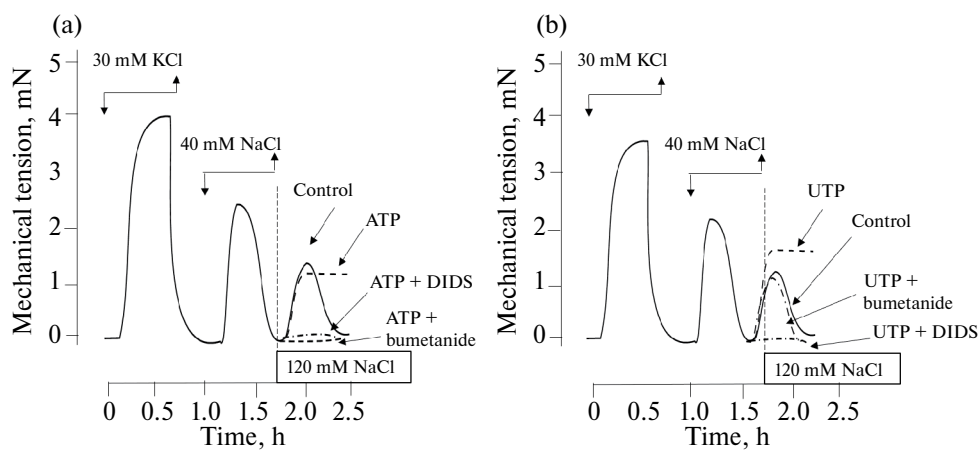 (a)
Mechanical tension, mN
5
4
3
2
1
0
30 mM KCl
40 mM NaCl
Control
ATP
ATP + DIDS
ATP +
bumetanide
120 mM NaCl
0 0.5 1.0 1.5 2.0 2.5
Time, h
(b)
Mechanical tension, mN
5
4
3
2
1
0
30 mM KCl
40 mM NaCl
UTP
Control
UTP +
bumetanide
UTP + DIDS
120 mM NaCl
0 0.5 1.0 1.5 2.0 2.5
Time, h